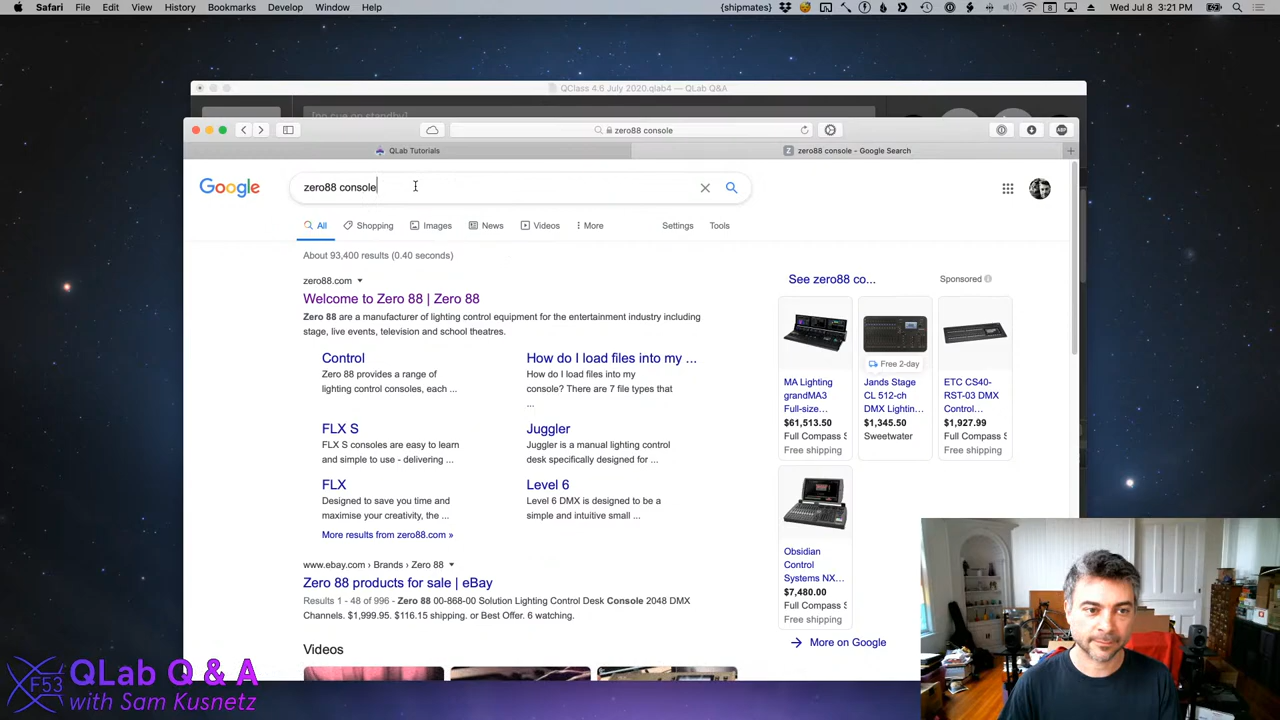 Safari File Edit View History Bookmarks Develop Window Help
{shipmates} 8 Wed Jul 8 3:21 PM
QClass 4.6 July 2020.qlab4 — QLab Q&A
[no cue on standby]
zero88 console
QLab Tutorials
Z zero88 console - Google Search
Google
zero88 console
All Shopping Images News Videos More Settings Tools
About 93,400 results (0.40 seconds)
zero88.com
Welcome to Zero 88 | Zero 88
Zero 88 are a manufacturer of lighting control equipment for the entertainment industry including
stage, live events, television and school theatres.
Control
Zero 88 provides a range of
lighting control consoles, each ...
How do I load files into my ...
How do I load files into my
console? There are 7 file types that
...
FLX S
FLX S consoles are easy to learn
and simple to use - delivering ...
Juggler
Juggler is a manual lighting control
desk specifically designed for ...
FLX
Designed to save you time and
maximise your creativity, the ...
Level 6
Level 6 DMX is designed to be a
simple and intuitive small ...
More results from zero88.com »
www.ebay.com › Brands › Zero 88
Zero 88 products for sale | eBay
Results 1 - 48 of 996 - Zero 88 00-868-00 Solution Lighting Control Desk Console 2048 DMX
Channels. $1,999.95. $116.15 shipping. or Best Offer. 6 watching.
Videos
See zero88 co...
Sponsored
MA Lighting
grandMA3
Full-size...
$61,513.50
Full Compass S
Free shipping
Free 2-day
Jands Stage
CL 512-ch
DMX Lightin...
$1,345.50
Sweetwater
ETC CS40-
RST-03 DMX
Control...
$1,927.99
Full Compass S
Free shipping
Obsidian
Control
Systems NX...
$7,480.00
Full Compass S
Free shipping
More on Google
F53
QLab Q & A
with Sam Kusnetz